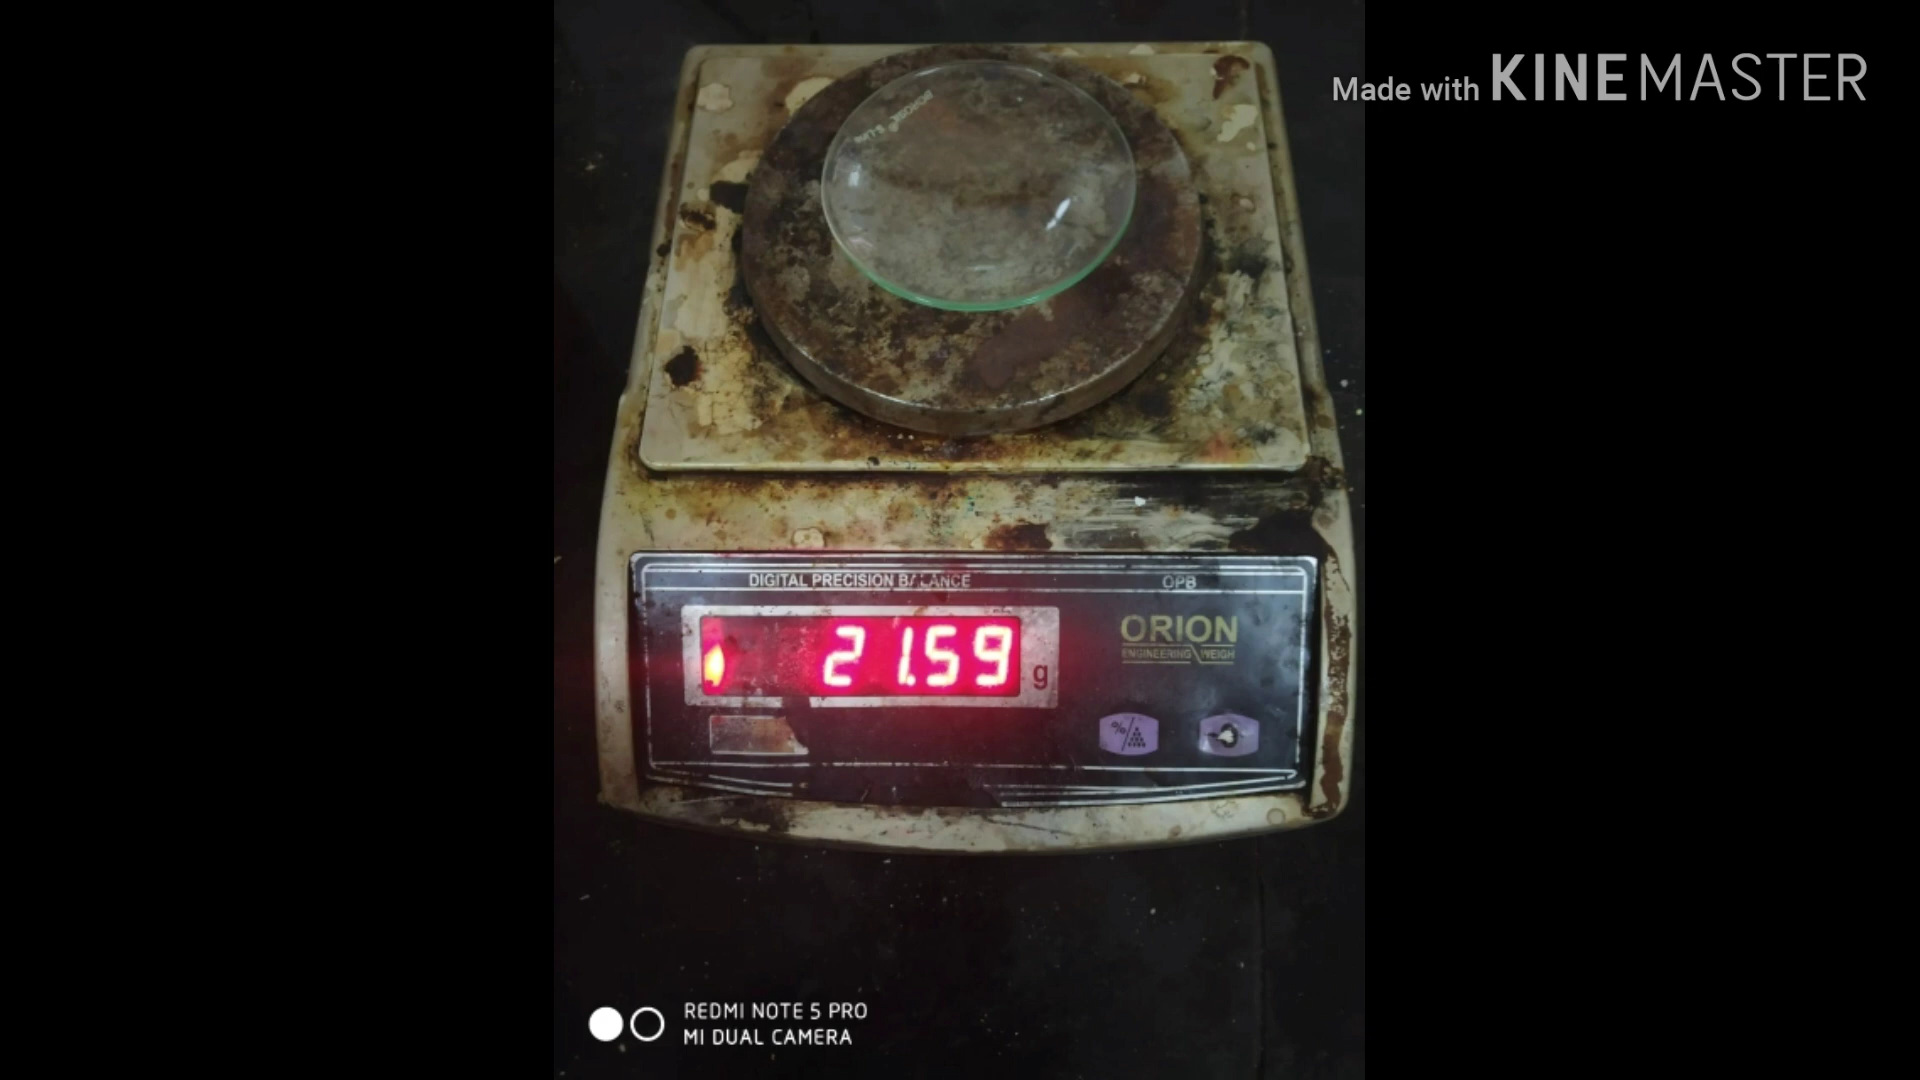 Made with KINEMASTER
BOROSIL
DIGITAL PRECISION BALANCE
OPB
21.59
g
ORION
ENGINEERING WEIGH
%
REDMI NOTE 5 PRO
MI DUAL CAMERA